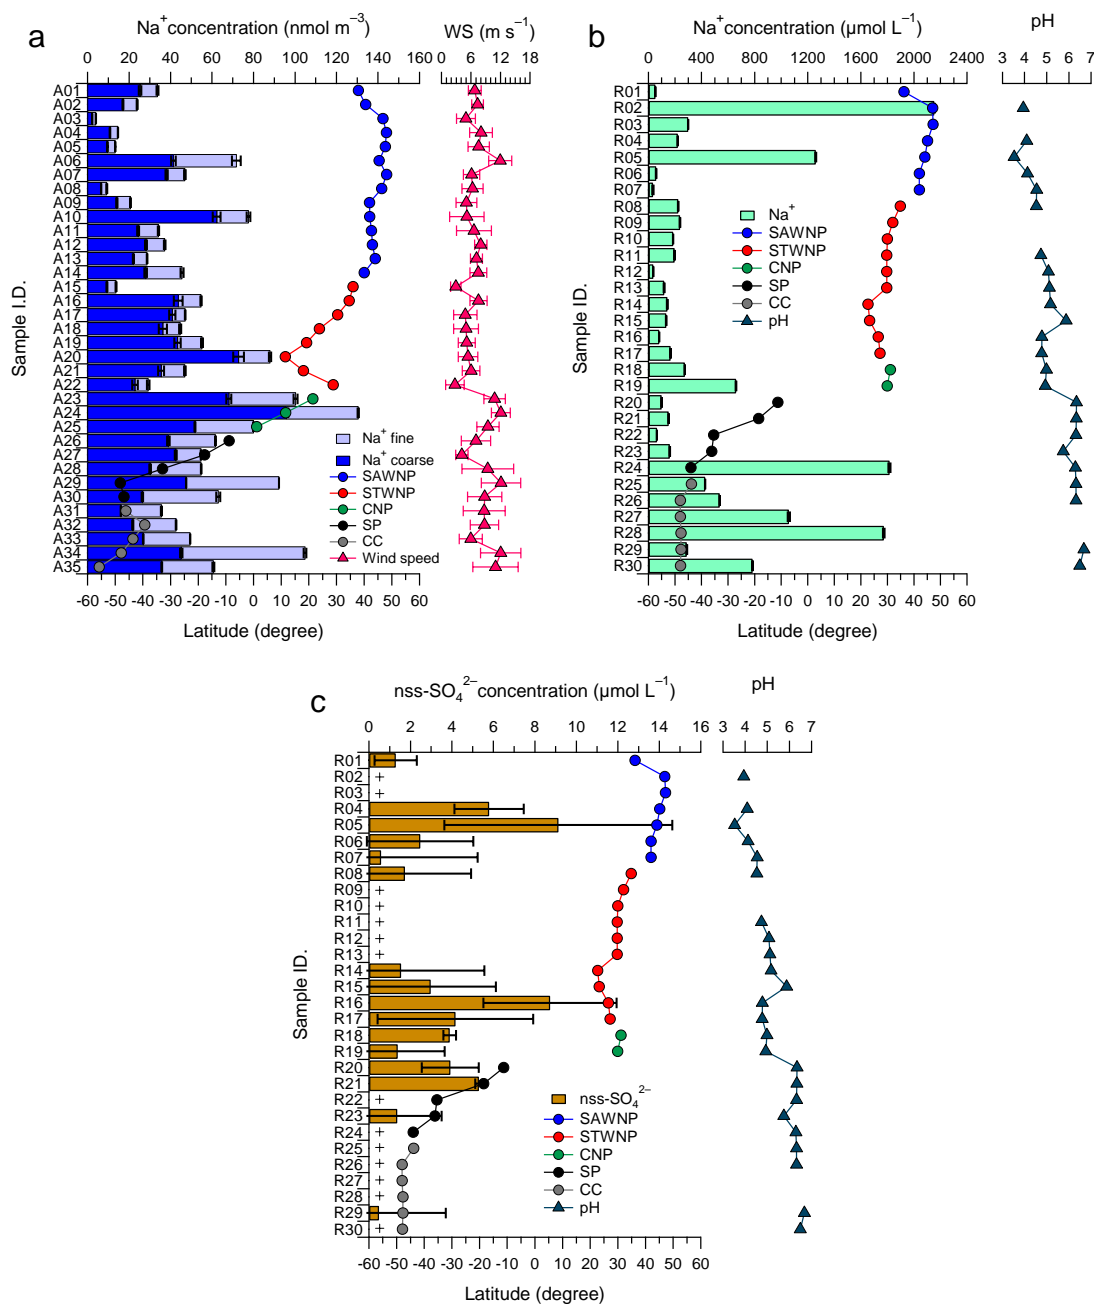 a
Na⁺concentration (nmol m⁻³)
WS (m s⁻¹)
0 20 40 60 80 100 120 140 160
0 6 12 18
Sample I.D.
A01
A02
A03
A04
A05
A06
A07
A08
A09
A10
A11
A12
A13
A14
A15
A16
A17
A18
A19
A20
A21
A22
A23
A24
A25
A26
A27
A28
A29
A30
A31
A32
A33
A34
A35
Na⁺ fine
Na⁺ coarse
SAWNP
STWNP
CNP
SP
CC
Wind speed
-60 -50 -40 -30 -20 -10 0 10 20 30 40 50 60
Latitude (degree)
b
Na⁺concentration (μmol L⁻¹)
pH
0 400 800 1200 1600 2000 2400
3 4 5 6 7
Sample ID.
R01
R02
R03
R04
R05
R06
R07
R08
R09
R10
R11
R12
R13
R14
R15
R16
R17
R18
R19
R20
R21
R22
R23
R24
R25
R26
R27
R28
R29
R30
Na⁺
SAWNP
STWNP
CNP
SP
CC
pH
-60 -50 -40 -30 -20 -10 0 10 20 30 40 50 60
Latitude (degree)
c
nss-SO₄²⁻concentration (μmol L⁻¹)
pH
0 2 4 6 8 10 12 14 16
3 4 5 6 7
Sample ID.
R01
R02 +
R03 +
R04
R05
R06
R07
R08
R09 +
R10 +
R11 +
R12 +
R13 +
R14
R15
R16
R17
R18
R19
R20
R21
R22 +
R23
R24 +
R25 +
R26 +
R27 +
R28 +
R29
R30 +
nss-SO₄²⁻
SAWNP
STWNP
CNP
SP
CC
pH
-60 -50 -40 -30 -20 -10 0 10 20 30 40 50 60
Latitude (degree)